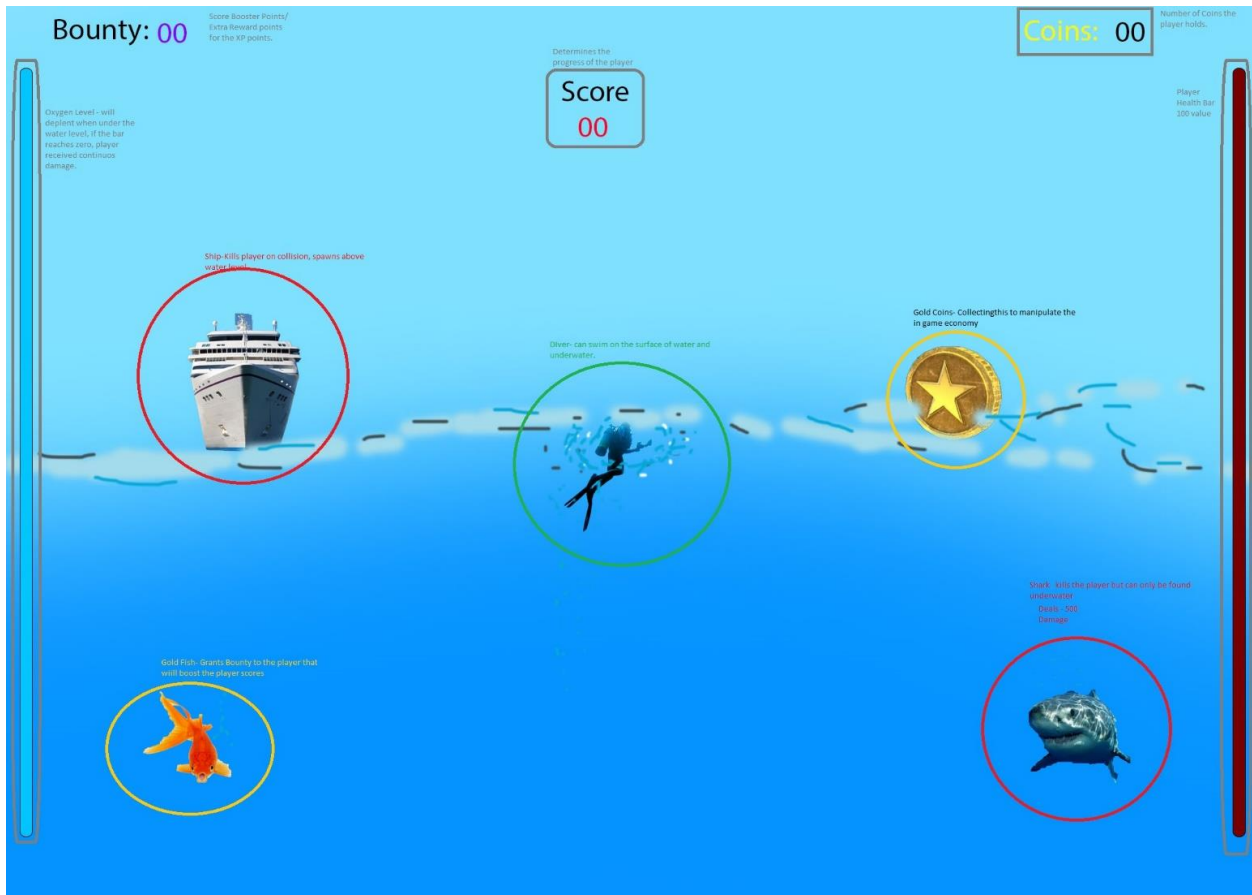 Bounty: 00
Score Booster Points/
Extra Reward points
for the XP points.
Coins: 00
Number of Coins the
player holds.
Determines the
progress of the player
Score
00
Oxygen Level - will
deplent when under the
water level, if the bar
reaches zero, player
received continuos
damage.
Player
Health Bar
100 value
Ship-Kills player on collision, spawns above
water level
Gold Coins- Collectingthis to manipulate the
in game economy
Diver- can swim on the surface of water and
underwater.
Shark- kills the player but can only be found
underwater
Deals -500
Damage
Gold Fish- Grants Bounty to the player that
wiill boost the player scores